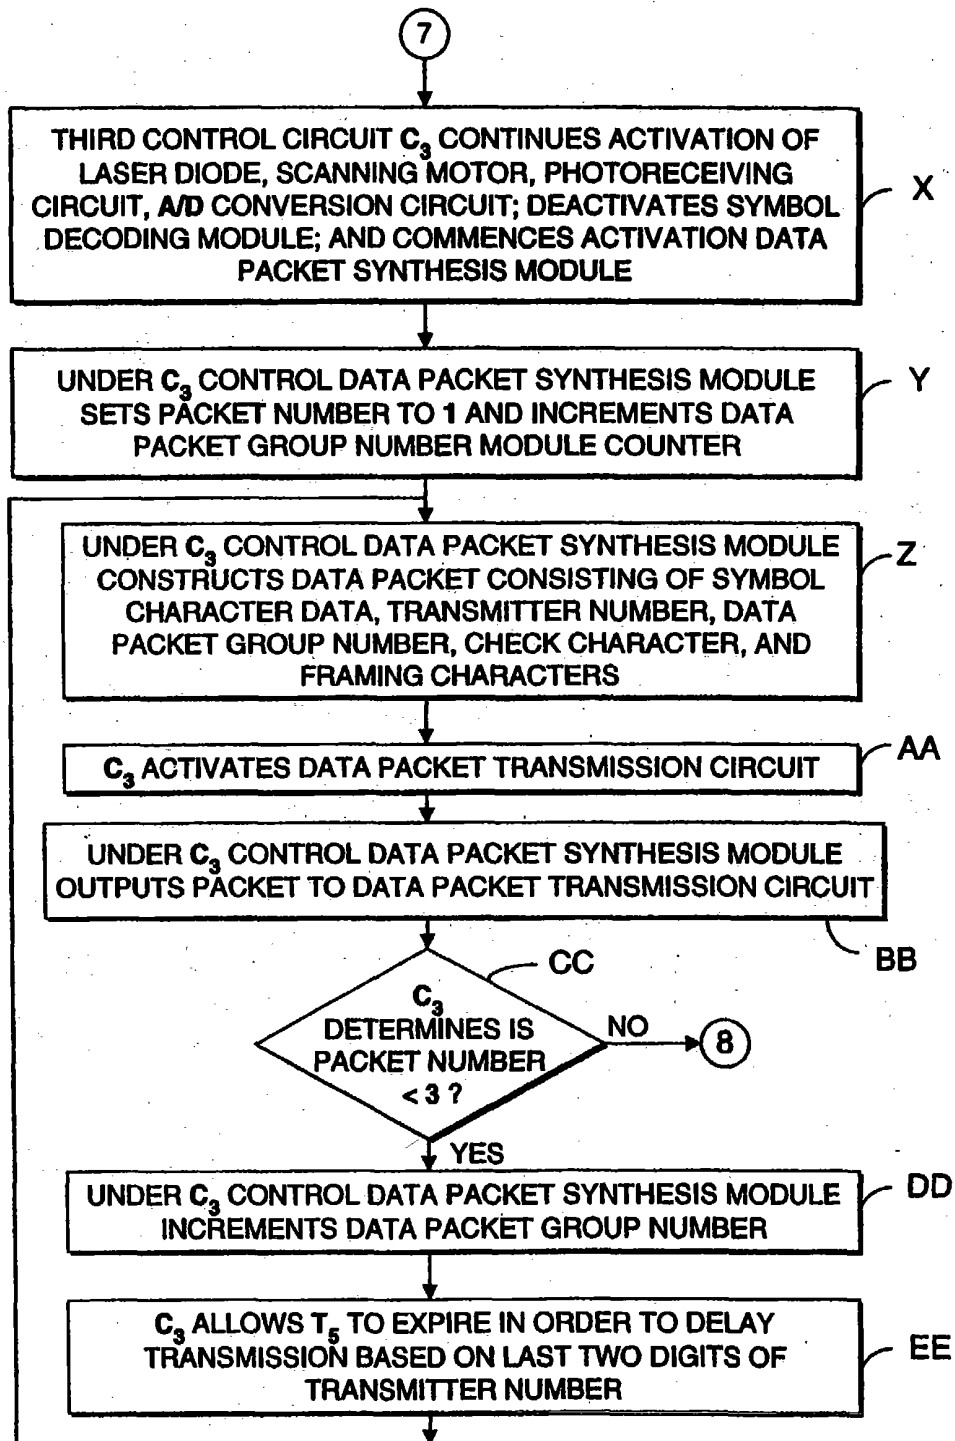 7
THIRD CONTROL CIRCUIT C3 CONTINUES ACTIVATION OF
LASER DIODE, SCANNING MOTOR, PHOTORECEIVING
CIRCUIT, A/D CONVERSION CIRCUIT; DEACTIVATES SYMBOL
DECODING MODULE; AND COMMENCES ACTIVATION DATA
PACKET SYNTHESIS MODULE
X
UNDER C3 CONTROL DATA PACKET SYNTHESIS MODULE
SETS PACKET NUMBER TO 1 AND INCREMENTS DATA
PACKET GROUP NUMBER MODULE COUNTER
Y
UNDER C3 CONTROL DATA PACKET SYNTHESIS MODULE
CONSTRUCTS DATA PACKET CONSISTING OF SYMBOL
CHARACTER DATA, TRANSMITTER NUMBER, DATA
PACKET GROUP NUMBER, CHECK CHARACTER, AND
FRAMING CHARACTERS
Z
C3 ACTIVATES DATA PACKET TRANSMISSION CIRCUIT
AA
UNDER C3 CONTROL DATA PACKET SYNTHESIS MODULE
OUTPUTS PACKET TO DATA PACKET TRANSMISSION CIRCUIT
BB
CC
C3
DETERMINES IS
PACKET NUMBER
< 3 ?
NO
8
YES
UNDER C3 CONTROL DATA PACKET SYNTHESIS MODULE
INCREMENTS DATA PACKET GROUP NUMBER
DD
C3 ALLOWS T5 TO EXPIRE IN ORDER TO DELAY
TRANSMISSION BASED ON LAST TWO DIGITS OF
TRANSMITTER NUMBER
EE